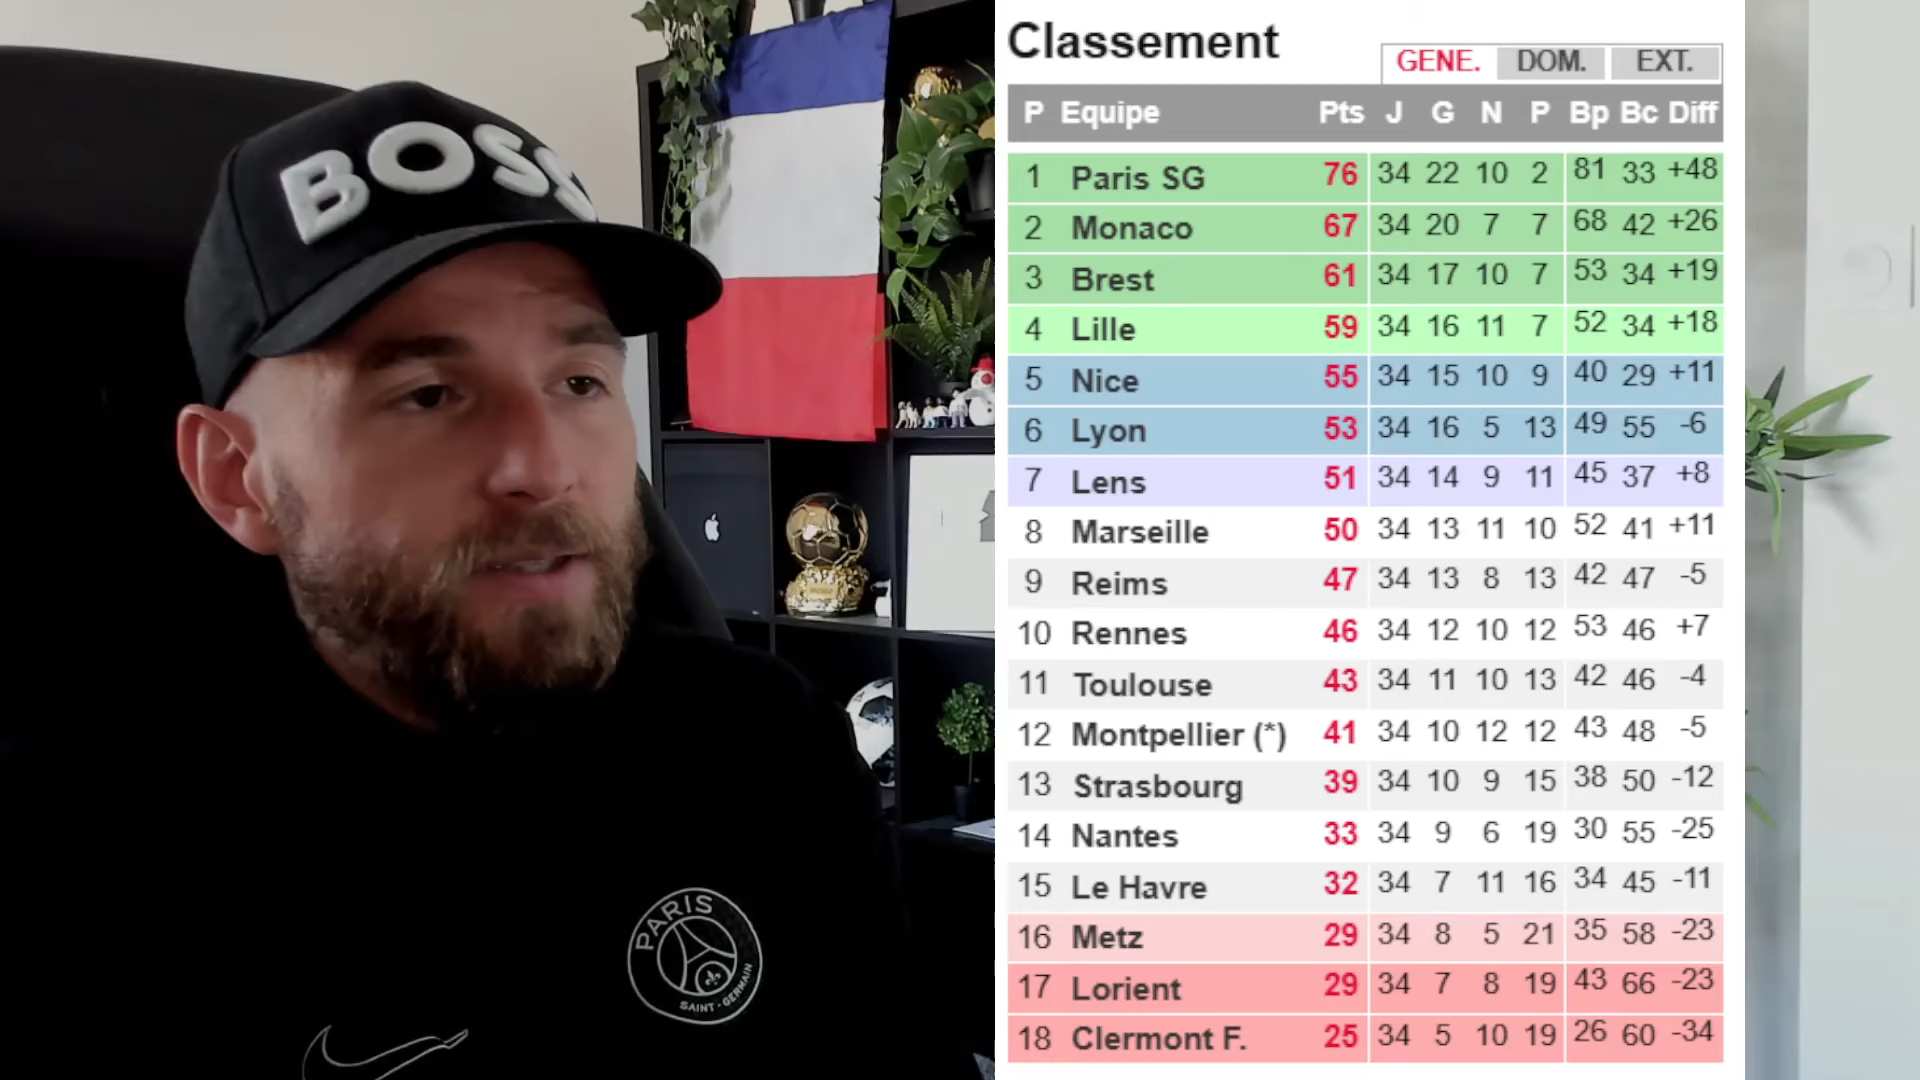 BOSS
PARIS
SAINT-GERMAIN
Classement
GENE. DOM. EXT.
P Equipe Pts J G N P Bp Bc Diff
1 Paris SG 76 34 22 10 2 81 33 +48
2 Monaco 67 34 20 7 7 68 42 +26
3 Brest 61 34 17 10 7 53 34 +19
4 Lille 59 34 16 11 7 52 34 +18
5 Nice 55 34 15 10 9 40 29 +11
6 Lyon 53 34 16 5 13 49 55 -6
7 Lens 51 34 14 9 11 45 37 +8
8 Marseille 50 34 13 11 10 52 41 +11
9 Reims 47 34 13 8 13 42 47 -5
10 Rennes 46 34 12 10 12 53 46 +7
11 Toulouse 43 34 11 10 13 42 46 -4
12 Montpellier (*) 41 34 10 12 12 43 48 -5
13 Strasbourg 39 34 10 9 15 38 50 -12
14 Nantes 33 34 9 6 19 30 55 -25
15 Le Havre 32 34 7 11 16 34 45 -11
16 Metz 29 34 8 5 21 35 58 -23
17 Lorient 29 34 7 8 19 43 66 -23
18 Clermont F. 25 34 5 10 19 26 60 -34